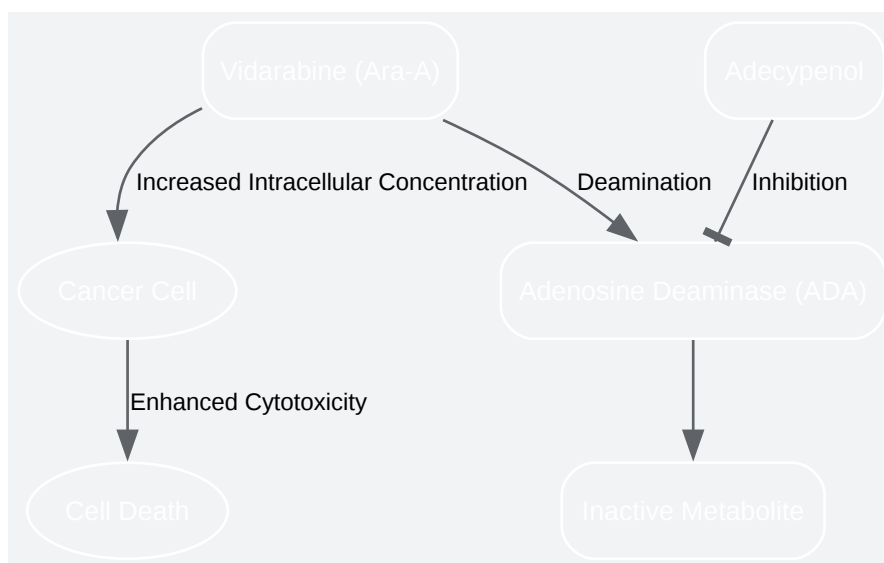 Vidarabine (Ara-A)
Adecypenol
Increased Intracellular Concentration
Deamination
Inhibition
Cancer Cell
Adenosine Deaminase (ADA)
Enhanced Cytotoxicity
Cell Death
Inactive Metabolite